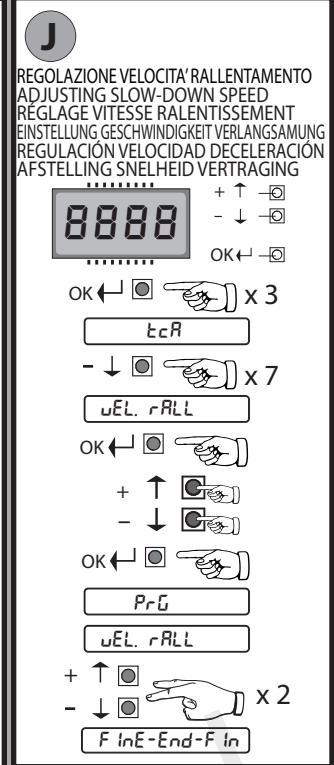 J
REGOLAZIONE VELOCITA' RALLENTAMENTO
ADJUSTING SLOW-DOWN SPEED
RÉGLAGE VITESSE RALENTISSEMENT
EINSTELLUNG GESCHWINDIGKEIT VERLANGSAMUNG
REGULACIÓN VELOCIDAD DECELERACIÓN
AFSTELLING SNELHEID VERTRAGING
+ ↑
8888
- ↓
OK ↵
OK ↵ x 3
tcA
- ↓ x 7
uEL. rALL
OK ↵
+ ↑
- ↓
OK ↵
PrG
uEL. rALL
+ ↑
- ↓ x 2
FInE-End-FIn